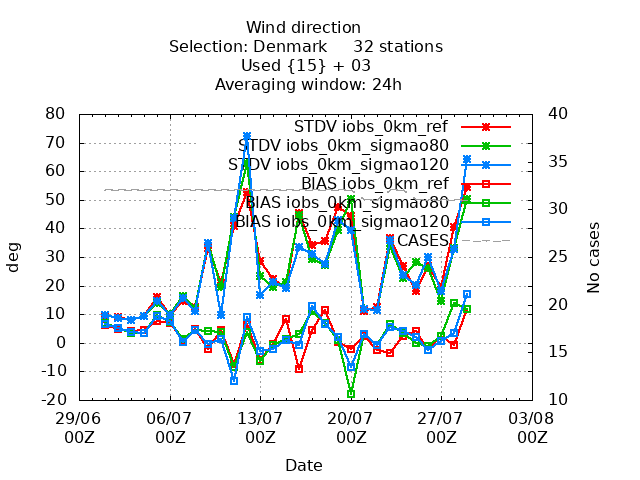 Wind direction
Selection: Denmark 32 stations
Used {15} + 03
Averaging window: 24h
80 40
STDV iobs_0km_ref
70
STDV iobs_0km_sigmao80
35
STDV iobs_0km_sigmao120
60
BIAS iobs_0km_ref
50
BIAS iobs_0km_sigmao80
30
40
BIAS iobs_0km_sigmao120
CASES
30
25
20
20
10
0
15
-10
-20 10
deg
No cases
29/06 06/07 13/07 20/07 27/07 03/08
00Z 00Z 00Z 00Z 00Z 00Z
Date